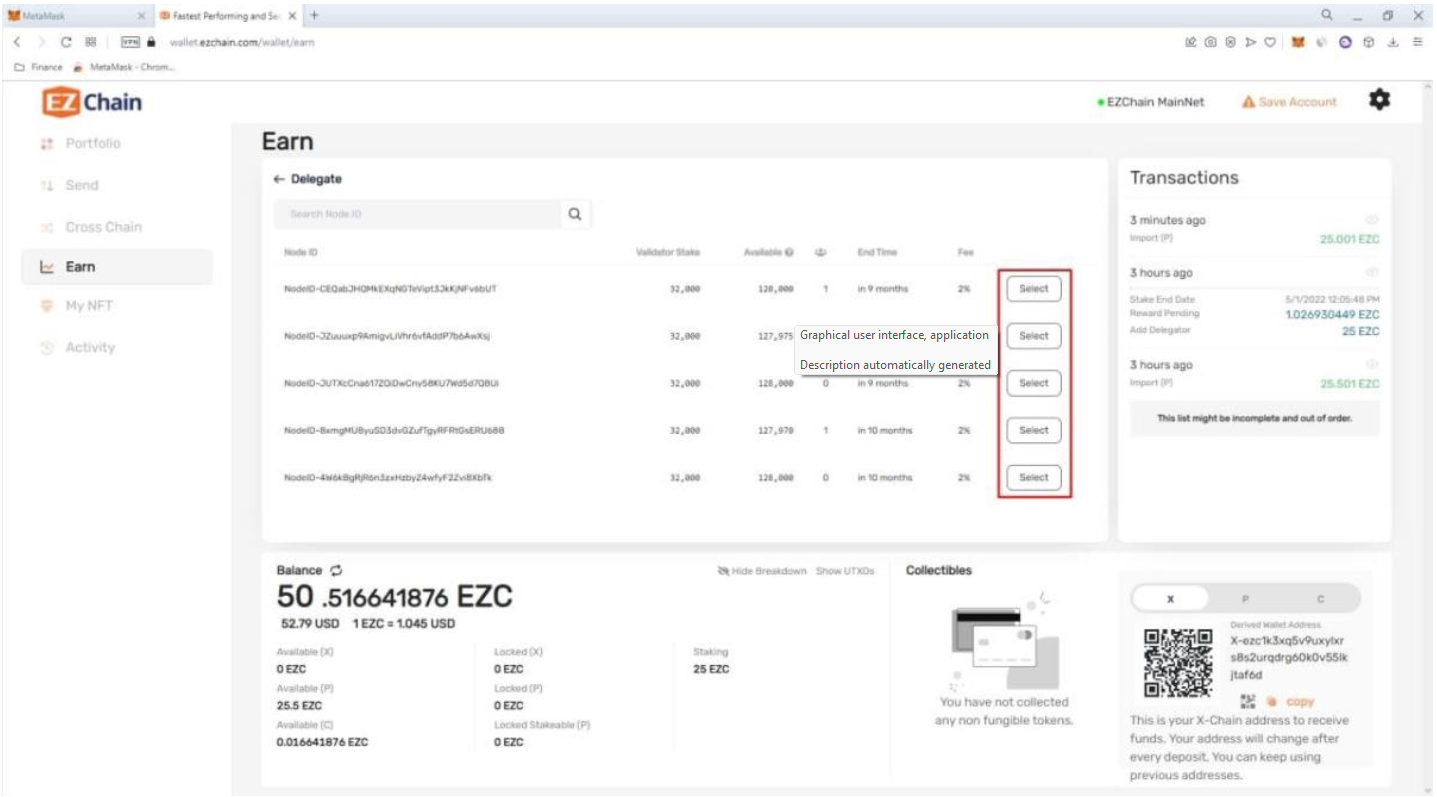 MetaMask
Fastest Performing and Se
wallet.ezchain.com/wallet/earn
VPN
Finance
MetaMask - Chrom...
EZ Chain
EZChain MainNet
Save Account
Portfolio
Send
Cross Chain
Earn
My NFT
Activity
Earn
← Delegate
Search Node ID
Node ID Validator Stake Available End Time Fee
32,000 128,000 1 in 9 months 2% Select
32,000 127,975 Select
32,000 128,000 0 in 9 months 2% Select
32,000 127,970 1 in 10 months 2% Select
32,000 128,000 0 in 10 months 2% Select
Graphical user interface, application
Description automatically generated
Transactions
3 minutes ago
Import (P) 25.001 EZC
3 hours ago
Stake End Date 5/1/2022 12:05:48 PM
Reward Pending 1.026930449 EZC
Add Delegator 25 EZC
3 hours ago
Import (P) 25.501 EZC
This list might be incomplete and out of order.
Balance
Hide Breakdown Show UTXOs
50 .516641876 EZC
52.79 USD 1 EZC = 1.045 USD
Available (X)
0 EZC
Available (P)
25.5 EZC
Available (C)
0.016641876 EZC
Locked (X)
0 EZC
Locked (P)
0 EZC
Locked Stakeable (P)
0 EZC
Staking
25 EZC
Collectibles
You have not collected
any non fungible tokens.
X P C
Derived Wallet Address
X-ezc1k3xq5v9uxylxr
s8s2urqdrg60k0v55lk
jtaf6d
copy
This is your X-Chain address to receive
funds. Your address will change after
every deposit. You can keep using
previous addresses.